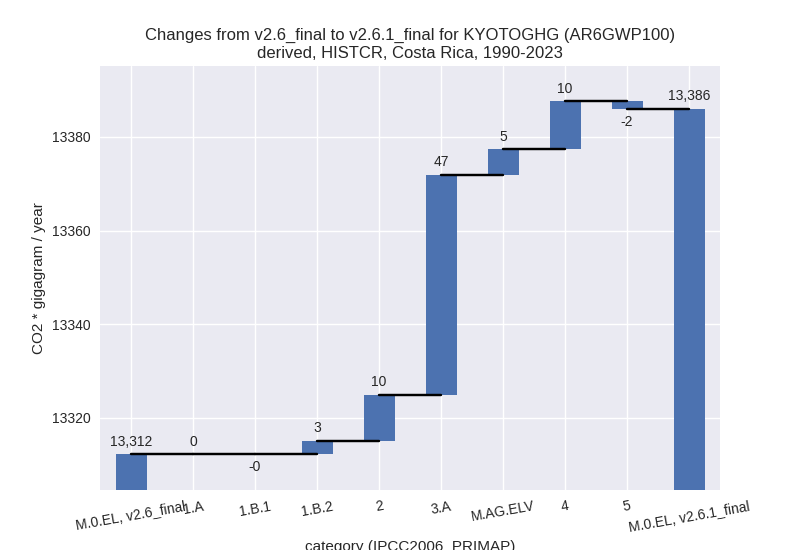 Changes from v2.6_final to v2.6.1_final for KYOTOGHG (AR6GWP100)
derived, HISTCR, Costa Rica, 1990-2023
CO2 * gigagram / year
13380
13360
13340
13320
13,312
0
-0
3
10
47
5
10
-2
13,386
M.0.EL, v2.6_final
1.A
1.B.1
1.B.2
2
3.A
M.AG.ELV
4
5
M.0.EL, v2.6.1_final
category (IPCC2006_PRIMAP)